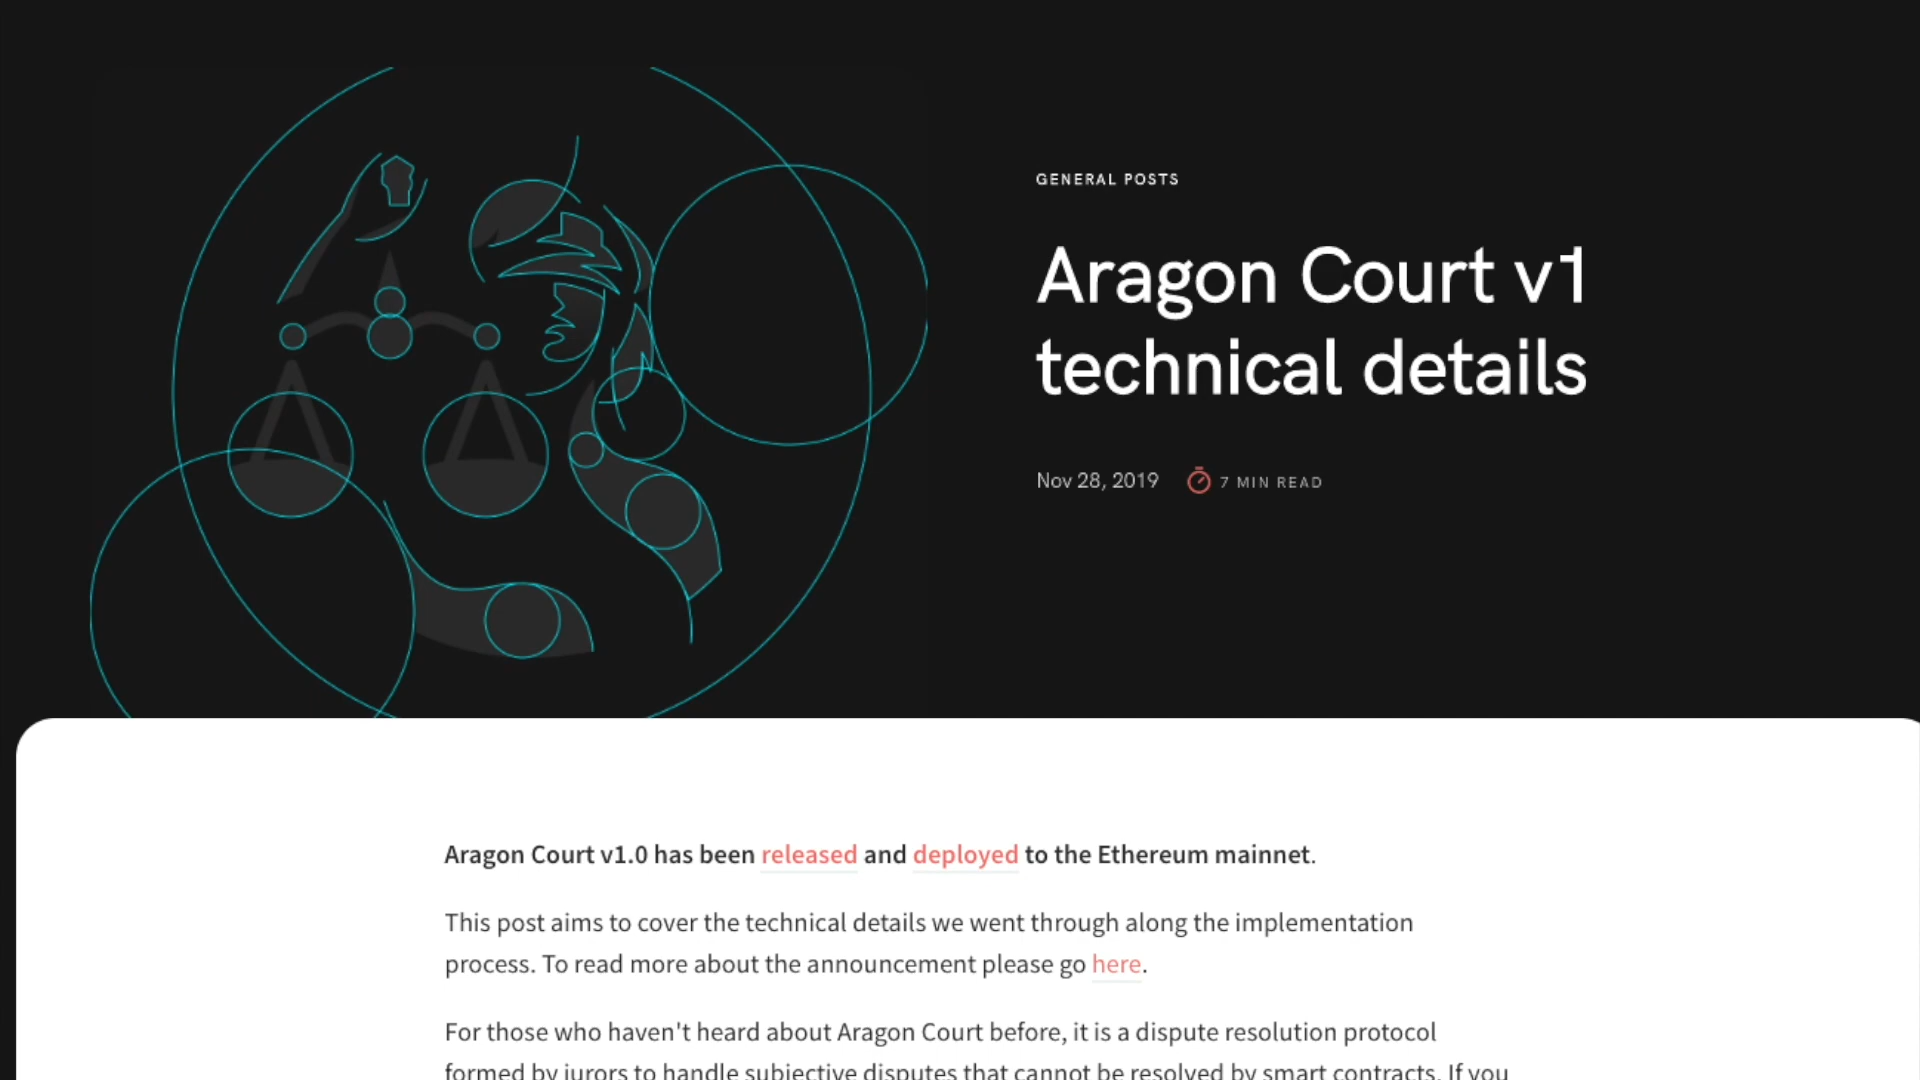 GENERAL POSTS
Aragon Court v1
technical details
Nov 28, 2019 7 MIN READ
Aragon Court v1.0 has been released and deployed to the Ethereum mainnet.
This post aims to cover the technical details we went through along the implementation
process. To read more about the announcement please go here.
For those who haven't heard about Aragon Court before, it is a dispute resolution protocol
formed by jurors to handle subjective disputes that cannot be resolved by smart contracts. If you